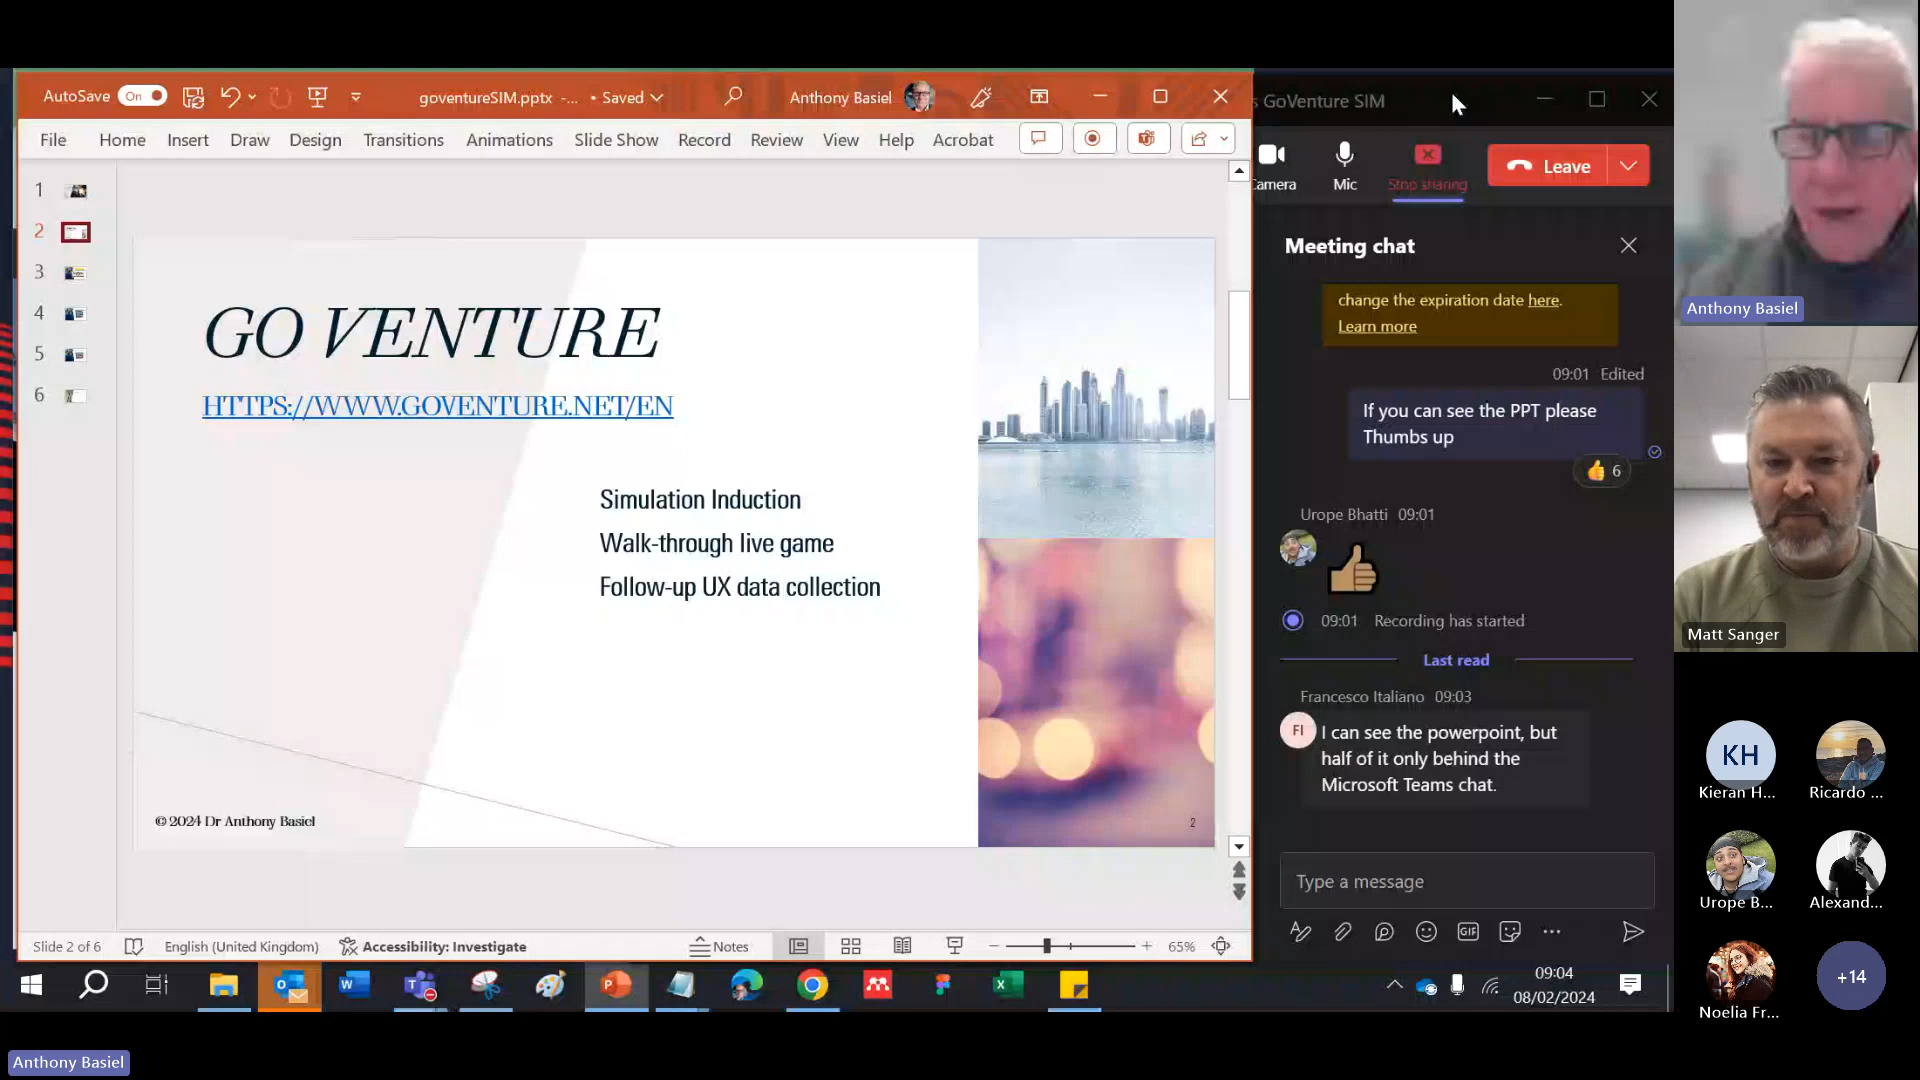 AutoSave On goventureSIM.pptx -... • Saved Anthony Basiel
File Home Insert Draw Design Transitions Animations Slide Show Record Review View Help Acrobat
1
2
3
4
5
6
GO VENTURE
HTTPS://WWW.GOVENTURE.NET/EN
Simulation Induction
Walk-through live game
Follow-up UX data collection
© 2024 Dr Anthony Basiel
2
Slide 2 of 6 English (United Kingdom) Accessibility: Investigate Notes 65%
s GoVenture SIM
Camera Mic Stop sharing Leave
Meeting chat
change the expiration date here.
Learn more
09:01 Edited
If you can see the PPT please
Thumbs up
👍 6
Urope Bhatti 09:01
09:01 Recording has started
Last read
Francesco Italiano 09:03
FI
I can see the powerpoint, but
half of it only behind the
Microsoft Teams chat.
Type a message
GIF
09:04
08/02/2024
Anthony Basiel
Matt Sanger
KH
Kieran H... Ricardo ...
Urope B... Alexand...
+14
Noelia Fr...
Anthony Basiel